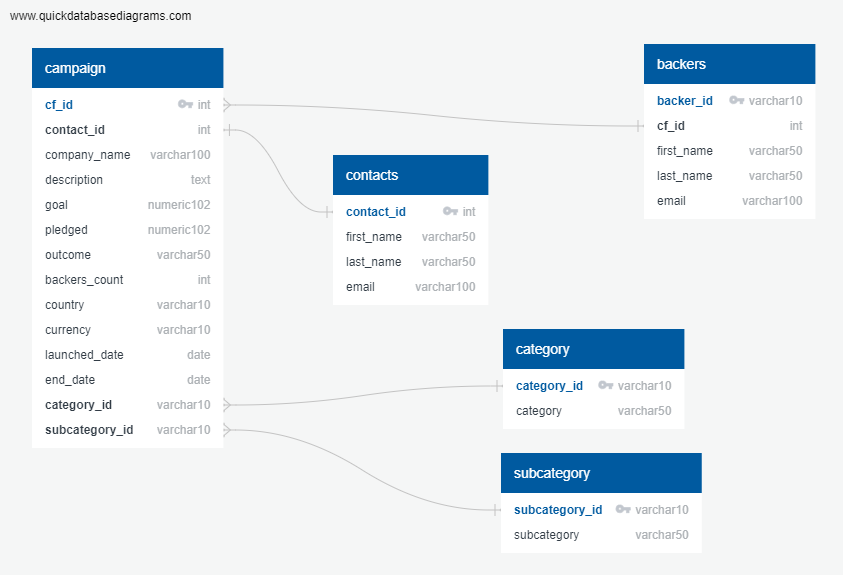 www.quickdatabasediagrams.com
campaign
cf_id int
contact_id int
company_name varchar100
description text
goal numeric102
pledged numeric102
outcome varchar50
backers_count int
country varchar10
currency varchar10
launched_date date
end_date date
category_id varchar10
subcategory_id varchar10
contacts
contact_id int
first_name varchar50
last_name varchar50
email varchar100
backers
backer_id varchar10
cf_id int
first_name varchar50
last_name varchar50
email varchar100
category
category_id varchar10
category varchar50
subcategory
subcategory_id varchar10
subcategory varchar50